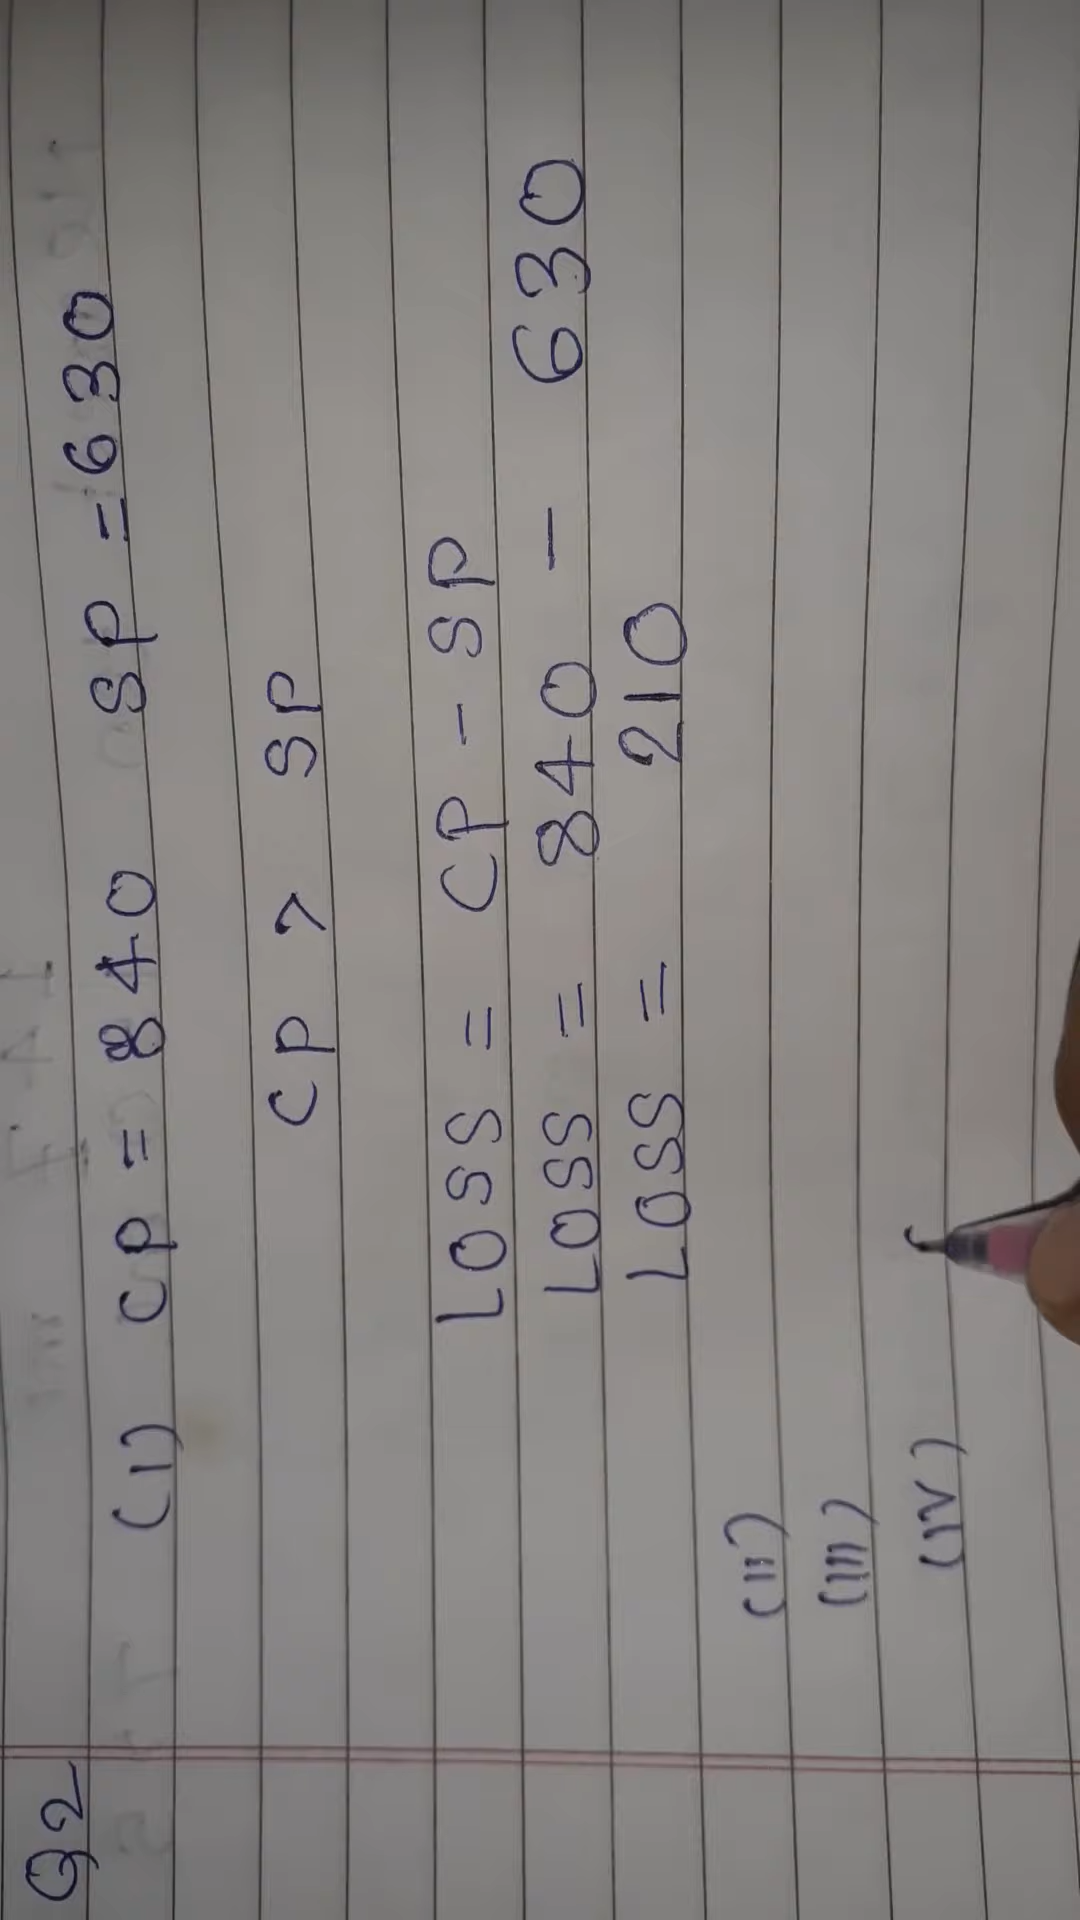 Q2 (i) CP = 840 SP = 630
CP > SP
LOSS = CP - SP
LOSS = 840 - 630
LOSS = 210
(ii)
(iii)
(iv)